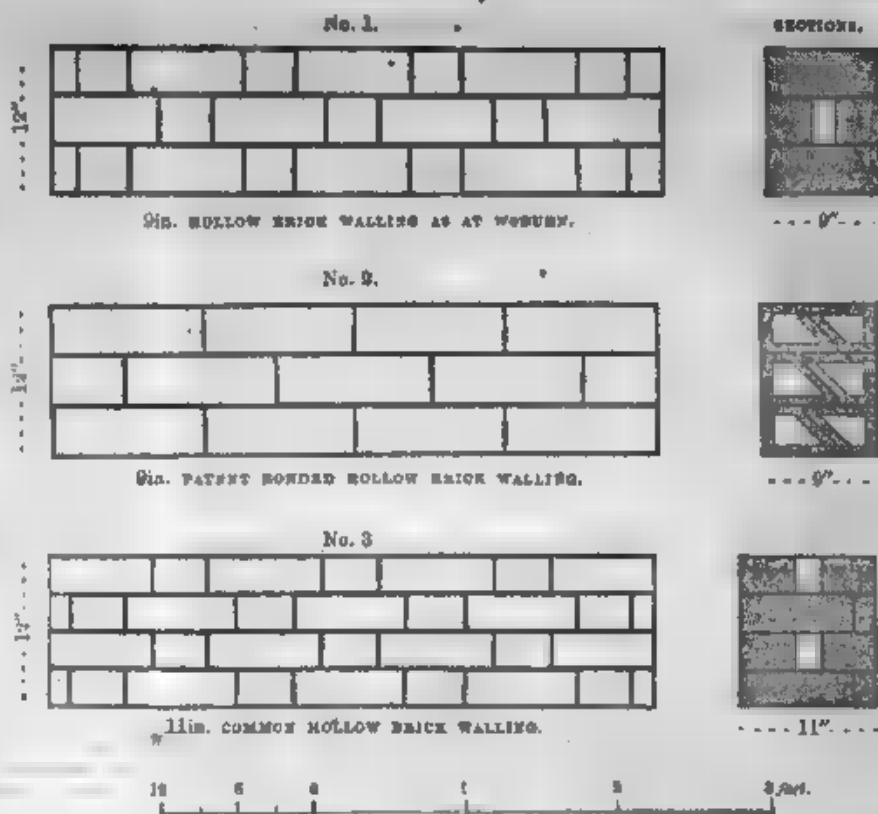 No. 1.
SECTIONS.
12"
9in. HOLLOW BRICK WALLING AS AT WOBURN.
9"
No. 2.
12"
9in. PATENT BONDED HOLLOW BRICK WALLING.
9"
No. 3
12"
11in. COMMON HOLLOW BRICK WALLING.
11"
12 6 0 1 2 3 feet.